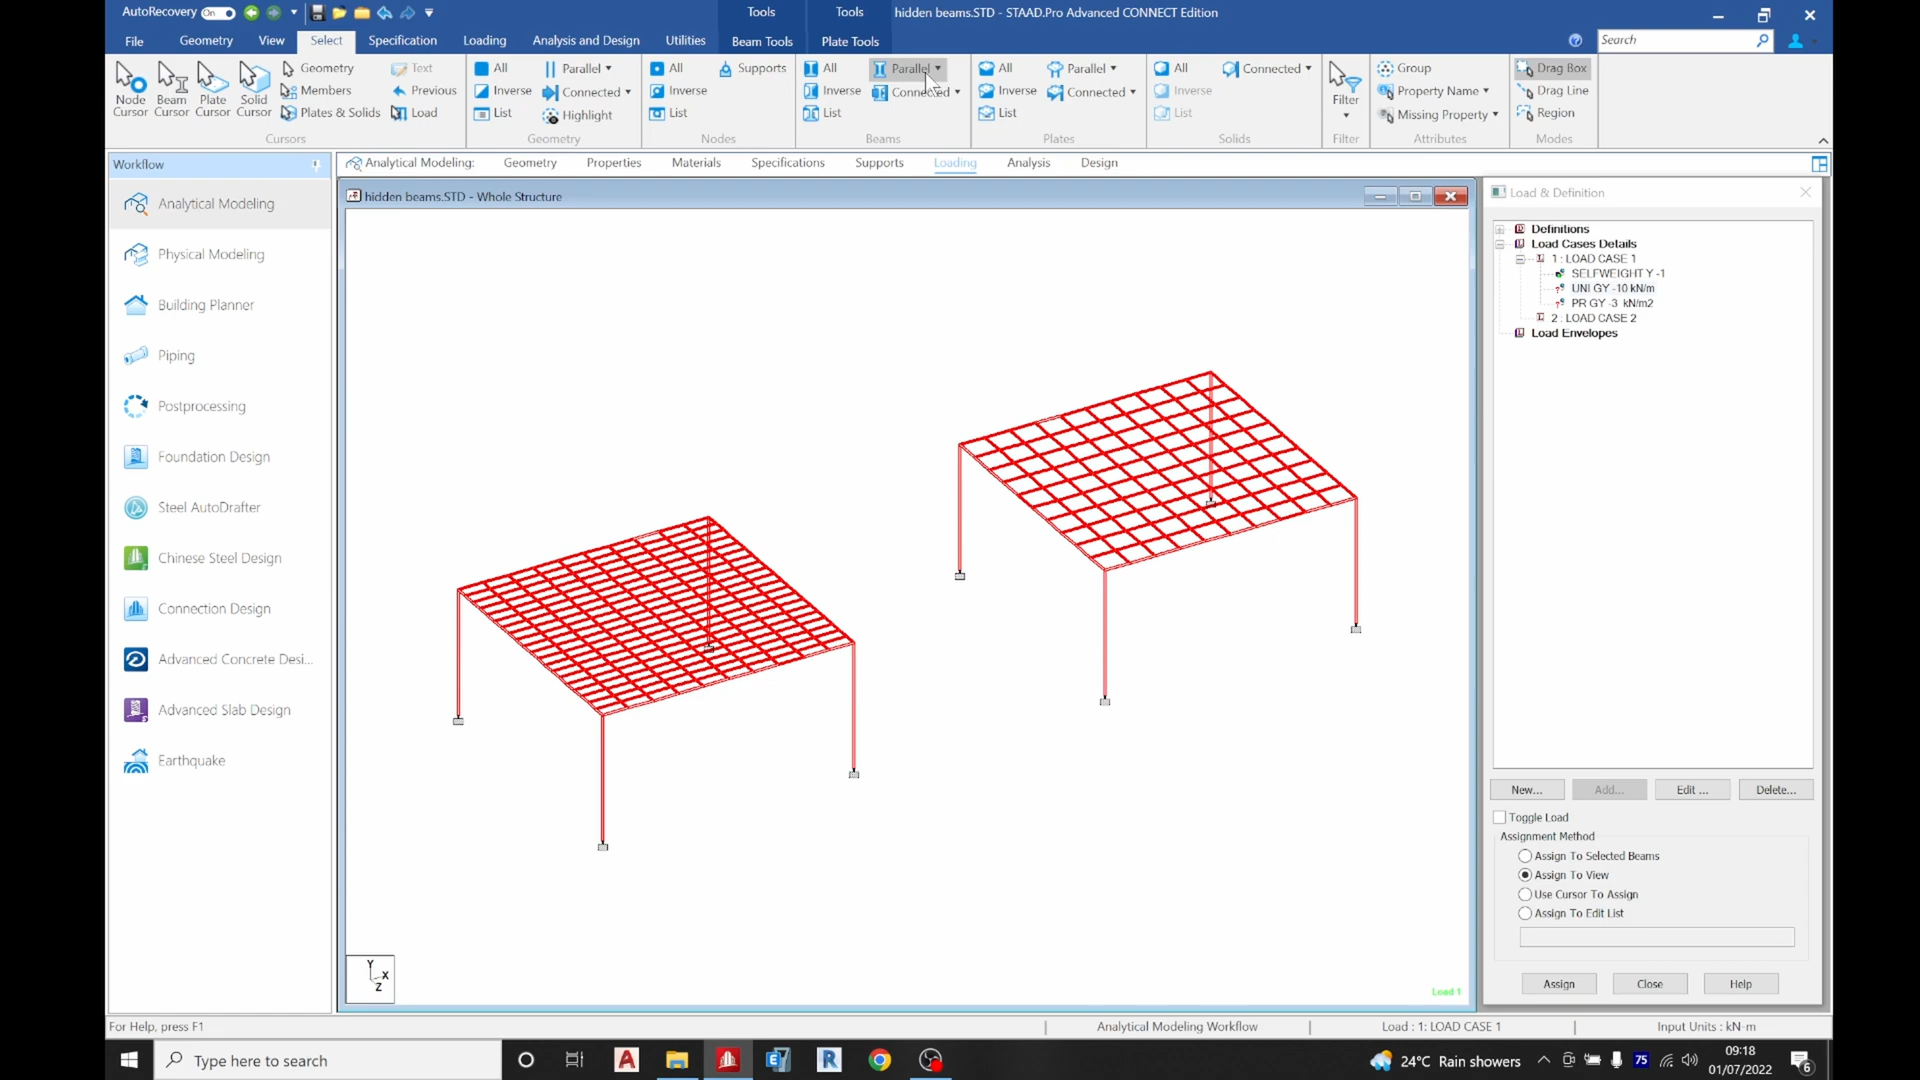 AutoRecovery On
Tools
Tools
hidden beams.STD - STAAD.Pro Advanced CONNECT Edition
File
Geometry
View
Select
Specification
Loading
Analysis and Design
Utilities
Beam Tools
Plate Tools
Search
Node Cursor
Beam Cursor
Plate Cursor
Solid Cursor
Geometry
Members
Plates & Solids
Text
Previous
Load
Cursors
All
Inverse
List
Parallel
Connected
Highlight
Geometry
All
Inverse
List
Supports
Nodes
All
Inverse
List
Parallel
Connected
Beams
All
Inverse
List
Parallel
Connected
Plates
All
Inverse
List
Connected
Solids
Filter
Filter
Group
Property Name
Missing Property
Attributes
Drag Box
Drag Line
Region
Modes
Workflow
Analytical Modeling
Physical Modeling
Building Planner
Piping
Postprocessing
Foundation Design
Steel AutoDrafter
Chinese Steel Design
Connection Design
Advanced Concrete Desi...
Advanced Slab Design
Earthquake
Analytical Modeling:
Geometry
Properties
Materials
Specifications
Supports
Loading
Analysis
Design
hidden beams.STD - Whole Structure
Y
X
Z
Load 1
Load & Definition
Definitions
Load Cases Details
1 : LOAD CASE 1
SELFWEIGHT Y -1
UNI GY -10 kN/m
PR GY -3 kN/m2
2 : LOAD CASE 2
Load Envelopes
New...
Add...
Edit ...
Delete...
Toggle Load
Assignment Method
Assign To Selected Beams
Assign To View
Use Cursor To Assign
Assign To Edit List
Assign
Close
Help
For Help, press F1
Analytical Modeling Workflow
Load : 1: LOAD CASE 1
Input Units : kN-m
Type here to search
24°C Rain showers
75
09:18
01/07/2022
6